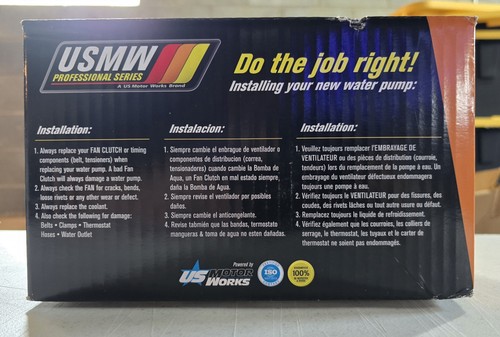 USMW
PROFESSIONAL SERIES
A US Motor Works Brand
Do the job right!
Installing your new water pump:
Installation:
1. Always replace your FAN CLUTCH or timing
components (belt, tensioners) when
replacing your water pump. A bad Fan
Clutch will always damage a water pump.
2. Always check the FAN for cracks, bends,
loose rivets or any other wear or defect.
3. Always replace the coolant.
4. Also check the following for damage:
Belts • Clamps • Thermostat
Hoses • Water Outlet
Instalacion:
1. Siempre cambie el embrague de ventilador o
componentes de distribucion (correa,
tensionadores) cuando cambie la Bomba de
Agua, un Fan Clutch en mal estado siempre
daña la Bomba de Agua.
2. Siempre revise el ventilador por posibles
daños.
3. Siempre cambie el anticongelante.
4. Revise tabmién que las bandas, termostato
mangueras & toma de agua no esten dañadas.
Installation:
1. Veuillez toujours remplacer l'EMBRAYAGE DE
VENTILATEUR ou des pièces de distribution (courroie,
tendeurs) lors du remplacement de la pompe à eau. Un
embrayage du ventilateur défectueux endommagera
toujours une pompe à eau.
2. Vérifiez toujours le VENTILATEUR pour des fissures, des
coudes, des rivets lâches ou tout autre usure ou défaut.
3. Remplacez toujours le liquide de refroidissement.
4. Vérifiez également que les courroies, les colliers de
serrage, le thermostat, les tuyaux et le carter de
thermostat ne soient pas endommagés.
Powered by
US MOTOR
WORKS
ISO
100%